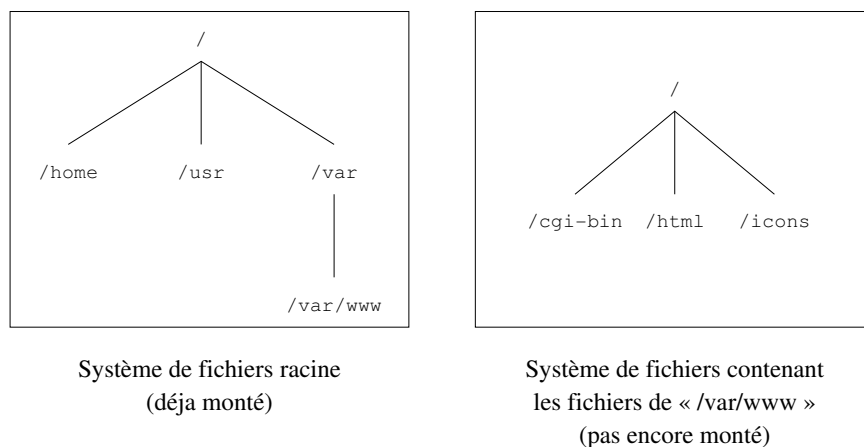 /
/home /usr /var
/var/www
Système de fichiers racine
(déja monté)
/
/cgi-bin /html /icons
Système de fichiers contenant
les fichiers de « /var/www »
(pas encore monté)